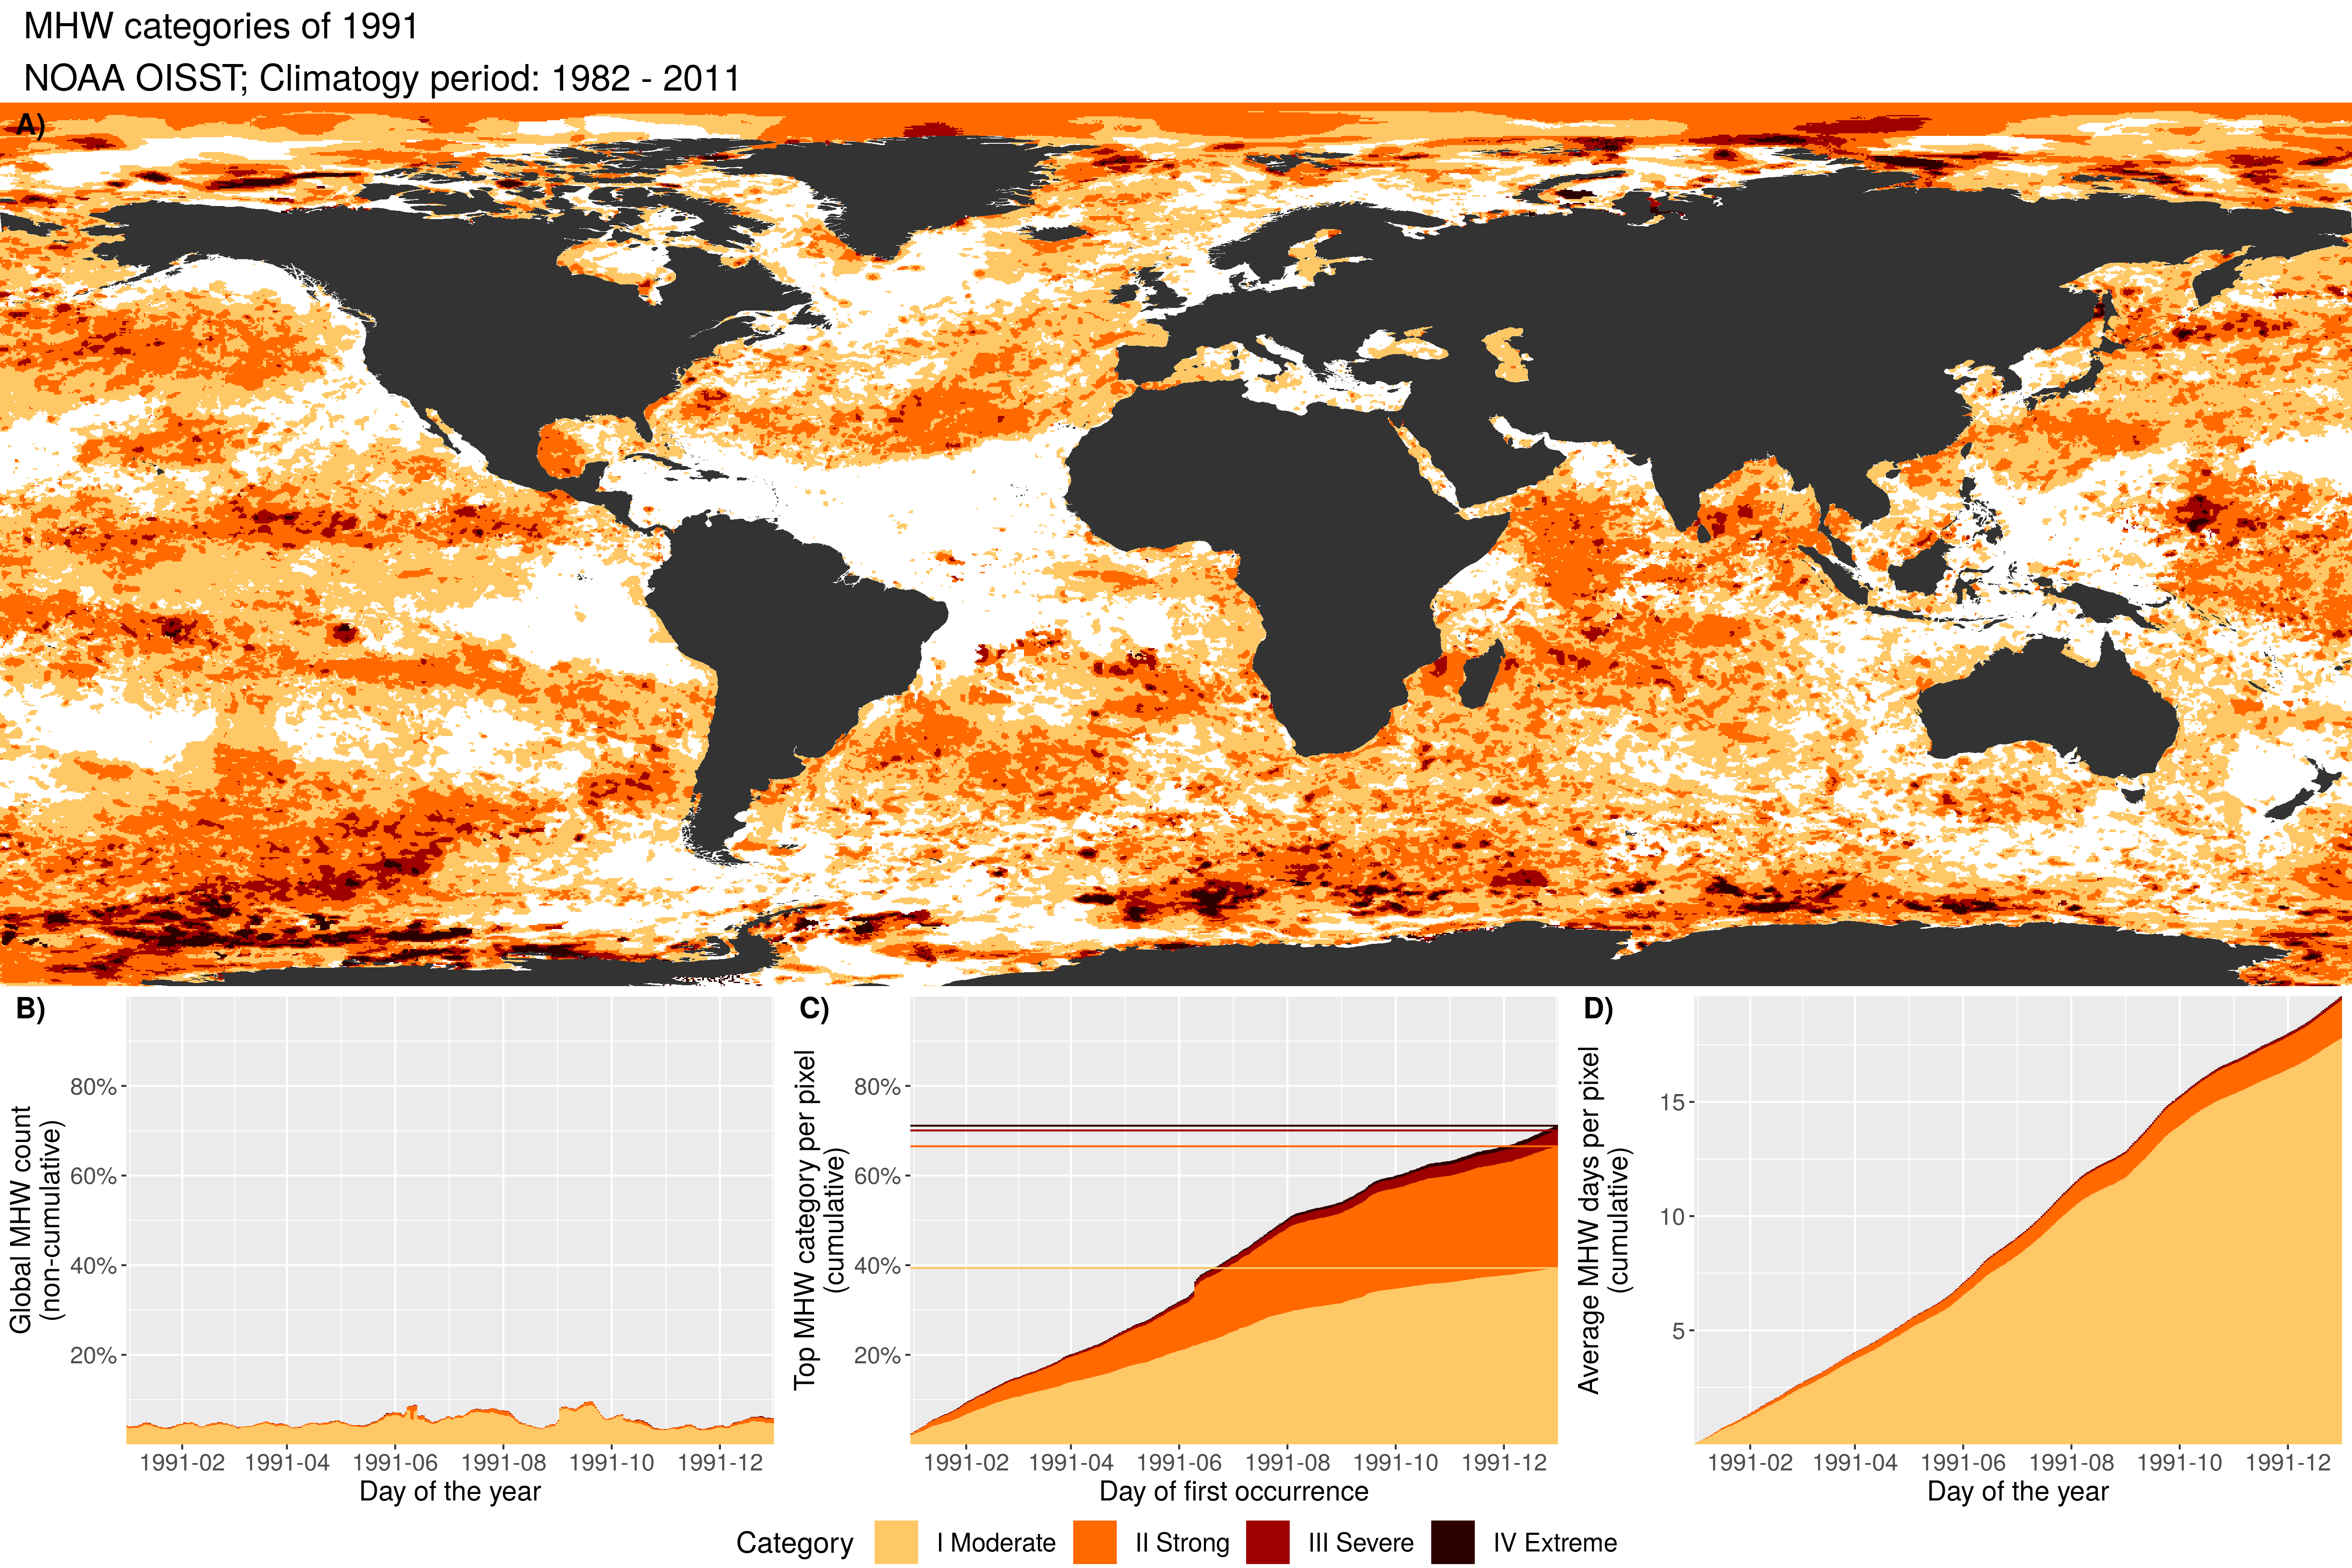 MHW categories of 1991
NOAA OISST; Climatogy period: 1982 - 2011
A)
B)
Global MHW count
(non-cumulative)
80%
60%
40%
20%
1991-02 1991-04 1991-06 1991-08 1991-10 1991-12
Day of the year
C)
Top MHW category per pixel
(cumulative)
80%
60%
40%
20%
1991-02 1991-04 1991-06 1991-08 1991-10 1991-12
Day of first occurrence
D)
Average MHW days per pixel
(cumulative)
15
10
5
1991-02 1991-04 1991-06 1991-08 1991-10 1991-12
Day of the year
Category I Moderate II Strong III Severe IV Extreme